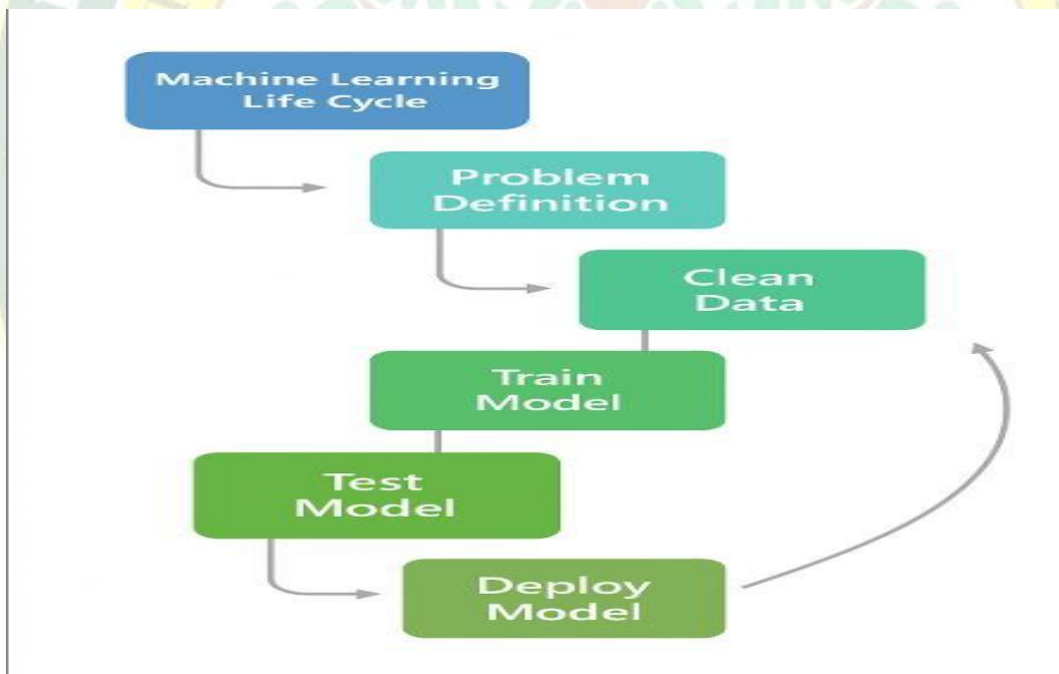 Machine Learning
Life Cycle
Problem
Definition
Clean
Data
Train
Model
Test
Model
Deploy
Model